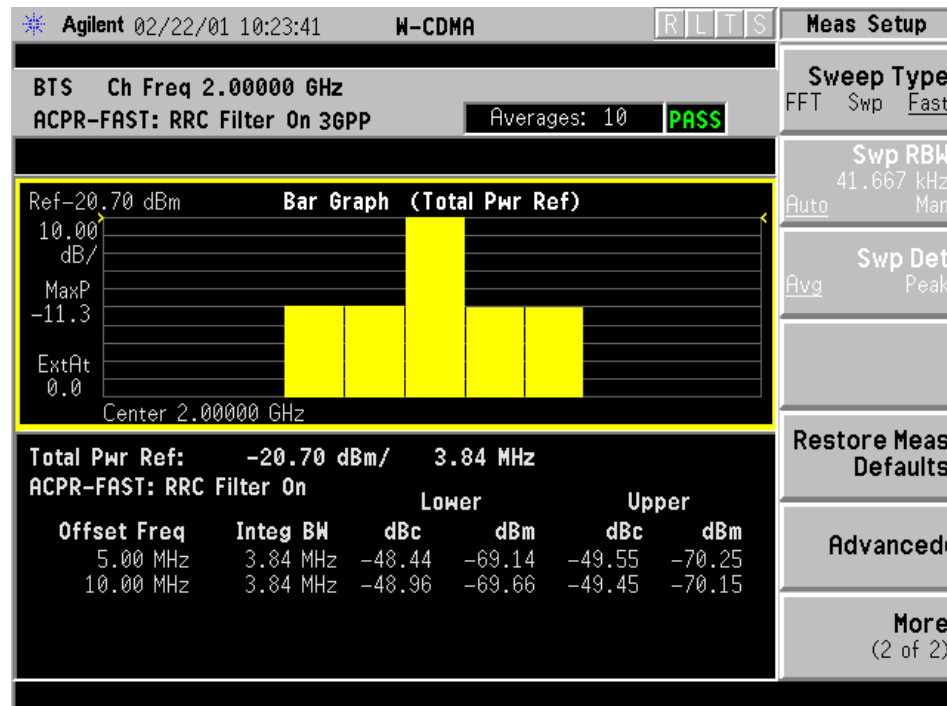 Agilent 02/22/01 10:23:41 W-CDMA R L T S
BTS Ch Freq 2.00000 GHz
ACPR-FAST: RRC Filter On 3GPP Averages: 10 PASS
Ref-20.70 dBm Bar Graph (Total Pwr Ref)
10.00
dB/
MaxP
-11.3
ExtAt
0.0
Center 2.00000 GHz
Total Pwr Ref: -20.70 dBm/ 3.84 MHz
ACPR-FAST: RRC Filter On
Lower Upper
Offset Freq Integ BW dBc dBm dBc dBm
5.00 MHz 3.84 MHz -48.44 -69.14 -49.55 -70.25
10.00 MHz 3.84 MHz -48.96 -69.66 -49.45 -70.15
Meas Setup
Sweep Type
FFT Swp Fast
Swp RBW
41.667 kHz
Auto Man
Swp Det
Avg Peak
Restore Meas
Defaults
Advanced
More
(2 of 2)